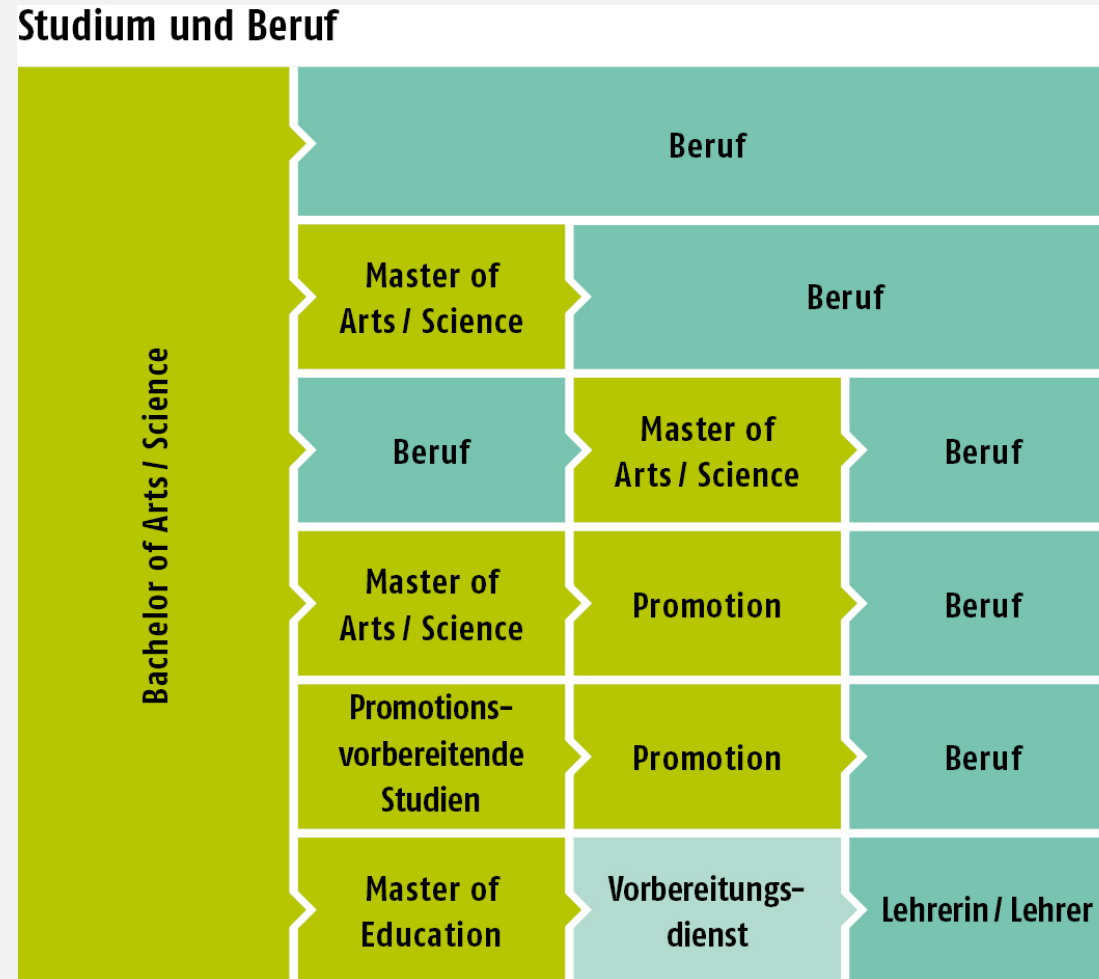 Studium und Beruf
Bachelor of Arts / Science
Beruf
Master of
Arts / Science
Beruf
Beruf
Master of
Arts / Science
Beruf
Master of
Arts / Science
Promotion
Beruf
Promotions-
vorbereitende
Studien
Promotion
Beruf
Master of
Education
Vorbereitungs-
dienst
Lehrerin / Lehrer